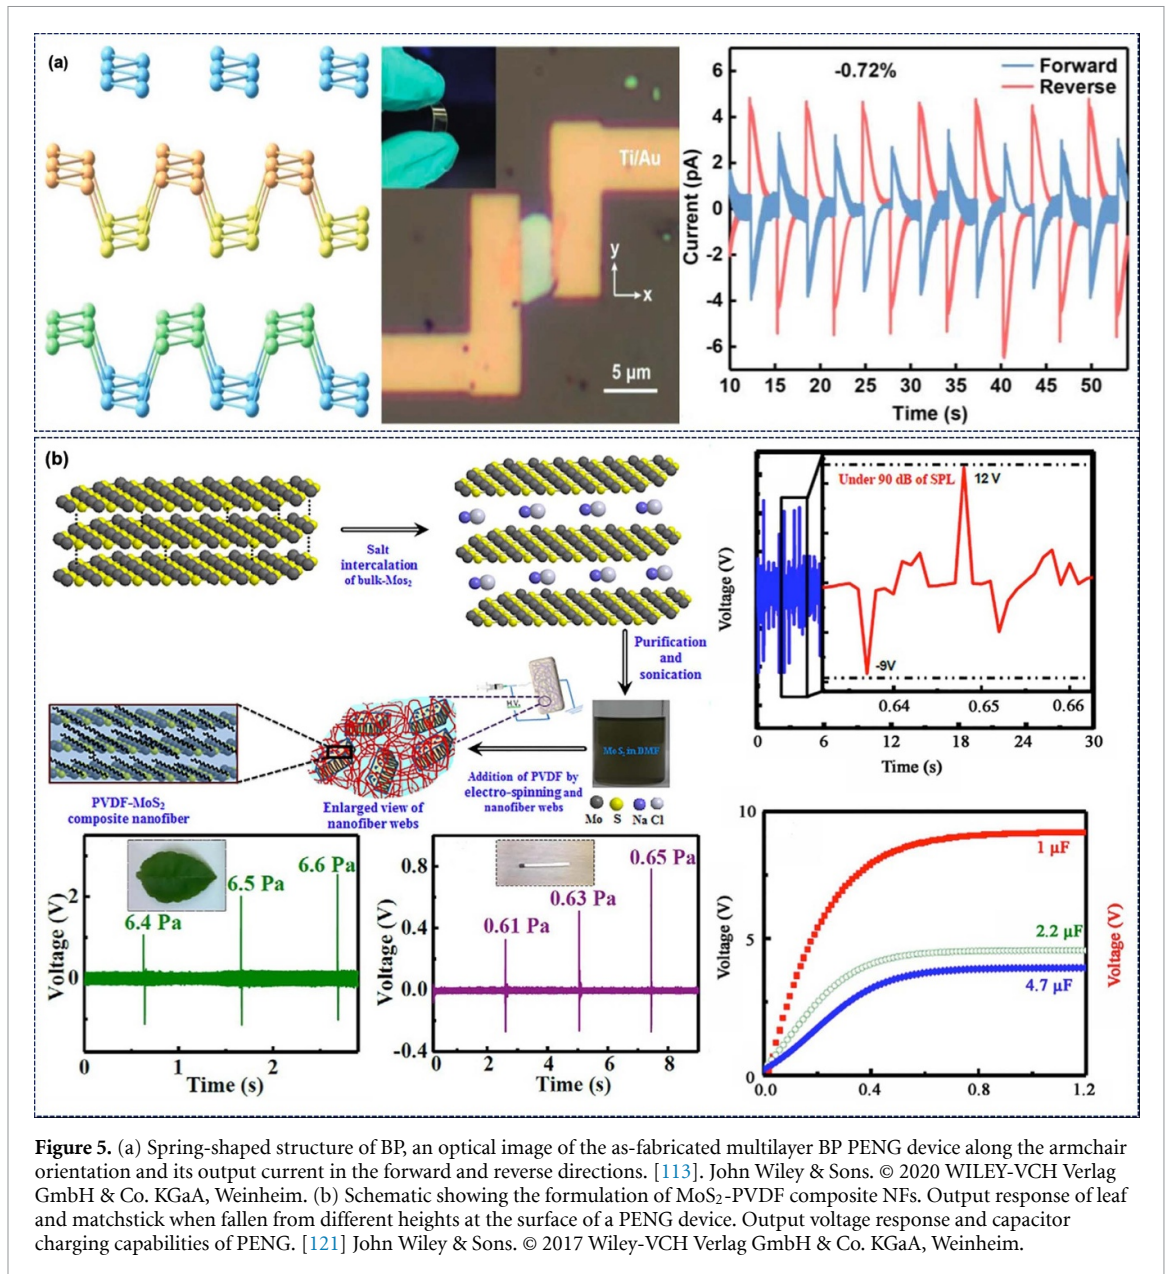 (a)
Ti/Au
y
x
5 µm
-0.72%
Forward
Reverse
Current (pA)
6
4
2
0
-2
-4
-6
10 15 20 25 30 35 40 45 50
Time (s)
(b)
Salt
intercalation
of bulk-Mos₂
Purification
and
sonication
H.V.
MoS₂ in DMF
Mo S Na Cl
Addition of PVDF by
electro-spinning and
nanofiber webs
Enlarged view of
nanofiber webs
PVDF-MoS₂
composite nanofiber
Under 90 dB of SPL
12 V
-9V
0.64 0.65 0.66
Voltage (V)
0 6 12 18 24 30
Time (s)
6.4 Pa
6.5 Pa
6.6 Pa
Voltage (V)
2
0
0 1 2
Time (s)
0.61 Pa
0.63 Pa
0.65 Pa
Voltage (V)
0.8
0.4
0.0
-0.4
0 2 4 6 8
Time (s)
Voltage (V)
10
5
0
1 µF
2.2 µF
4.7 µF
Voltage (V)
0.0 0.4 0.8 1.2
Figure 5. (a) Spring-shaped structure of BP, an optical image of the as-fabricated multilayer BP PENG device along the armchair
orientation and its output current in the forward and reverse directions. [113]. John Wiley & Sons. © 2020 WILEY-VCH Verlag
GmbH & Co. KGaA, Weinheim. (b) Schematic showing the formulation of MoS₂-PVDF composite NFs. Output response of leaf
and matchstick when fallen from different heights at the surface of a PENG device. Output voltage response and capacitor
charging capabilities of PENG. [121] John Wiley & Sons. © 2017 Wiley-VCH Verlag GmbH & Co. KGaA, Weinheim.